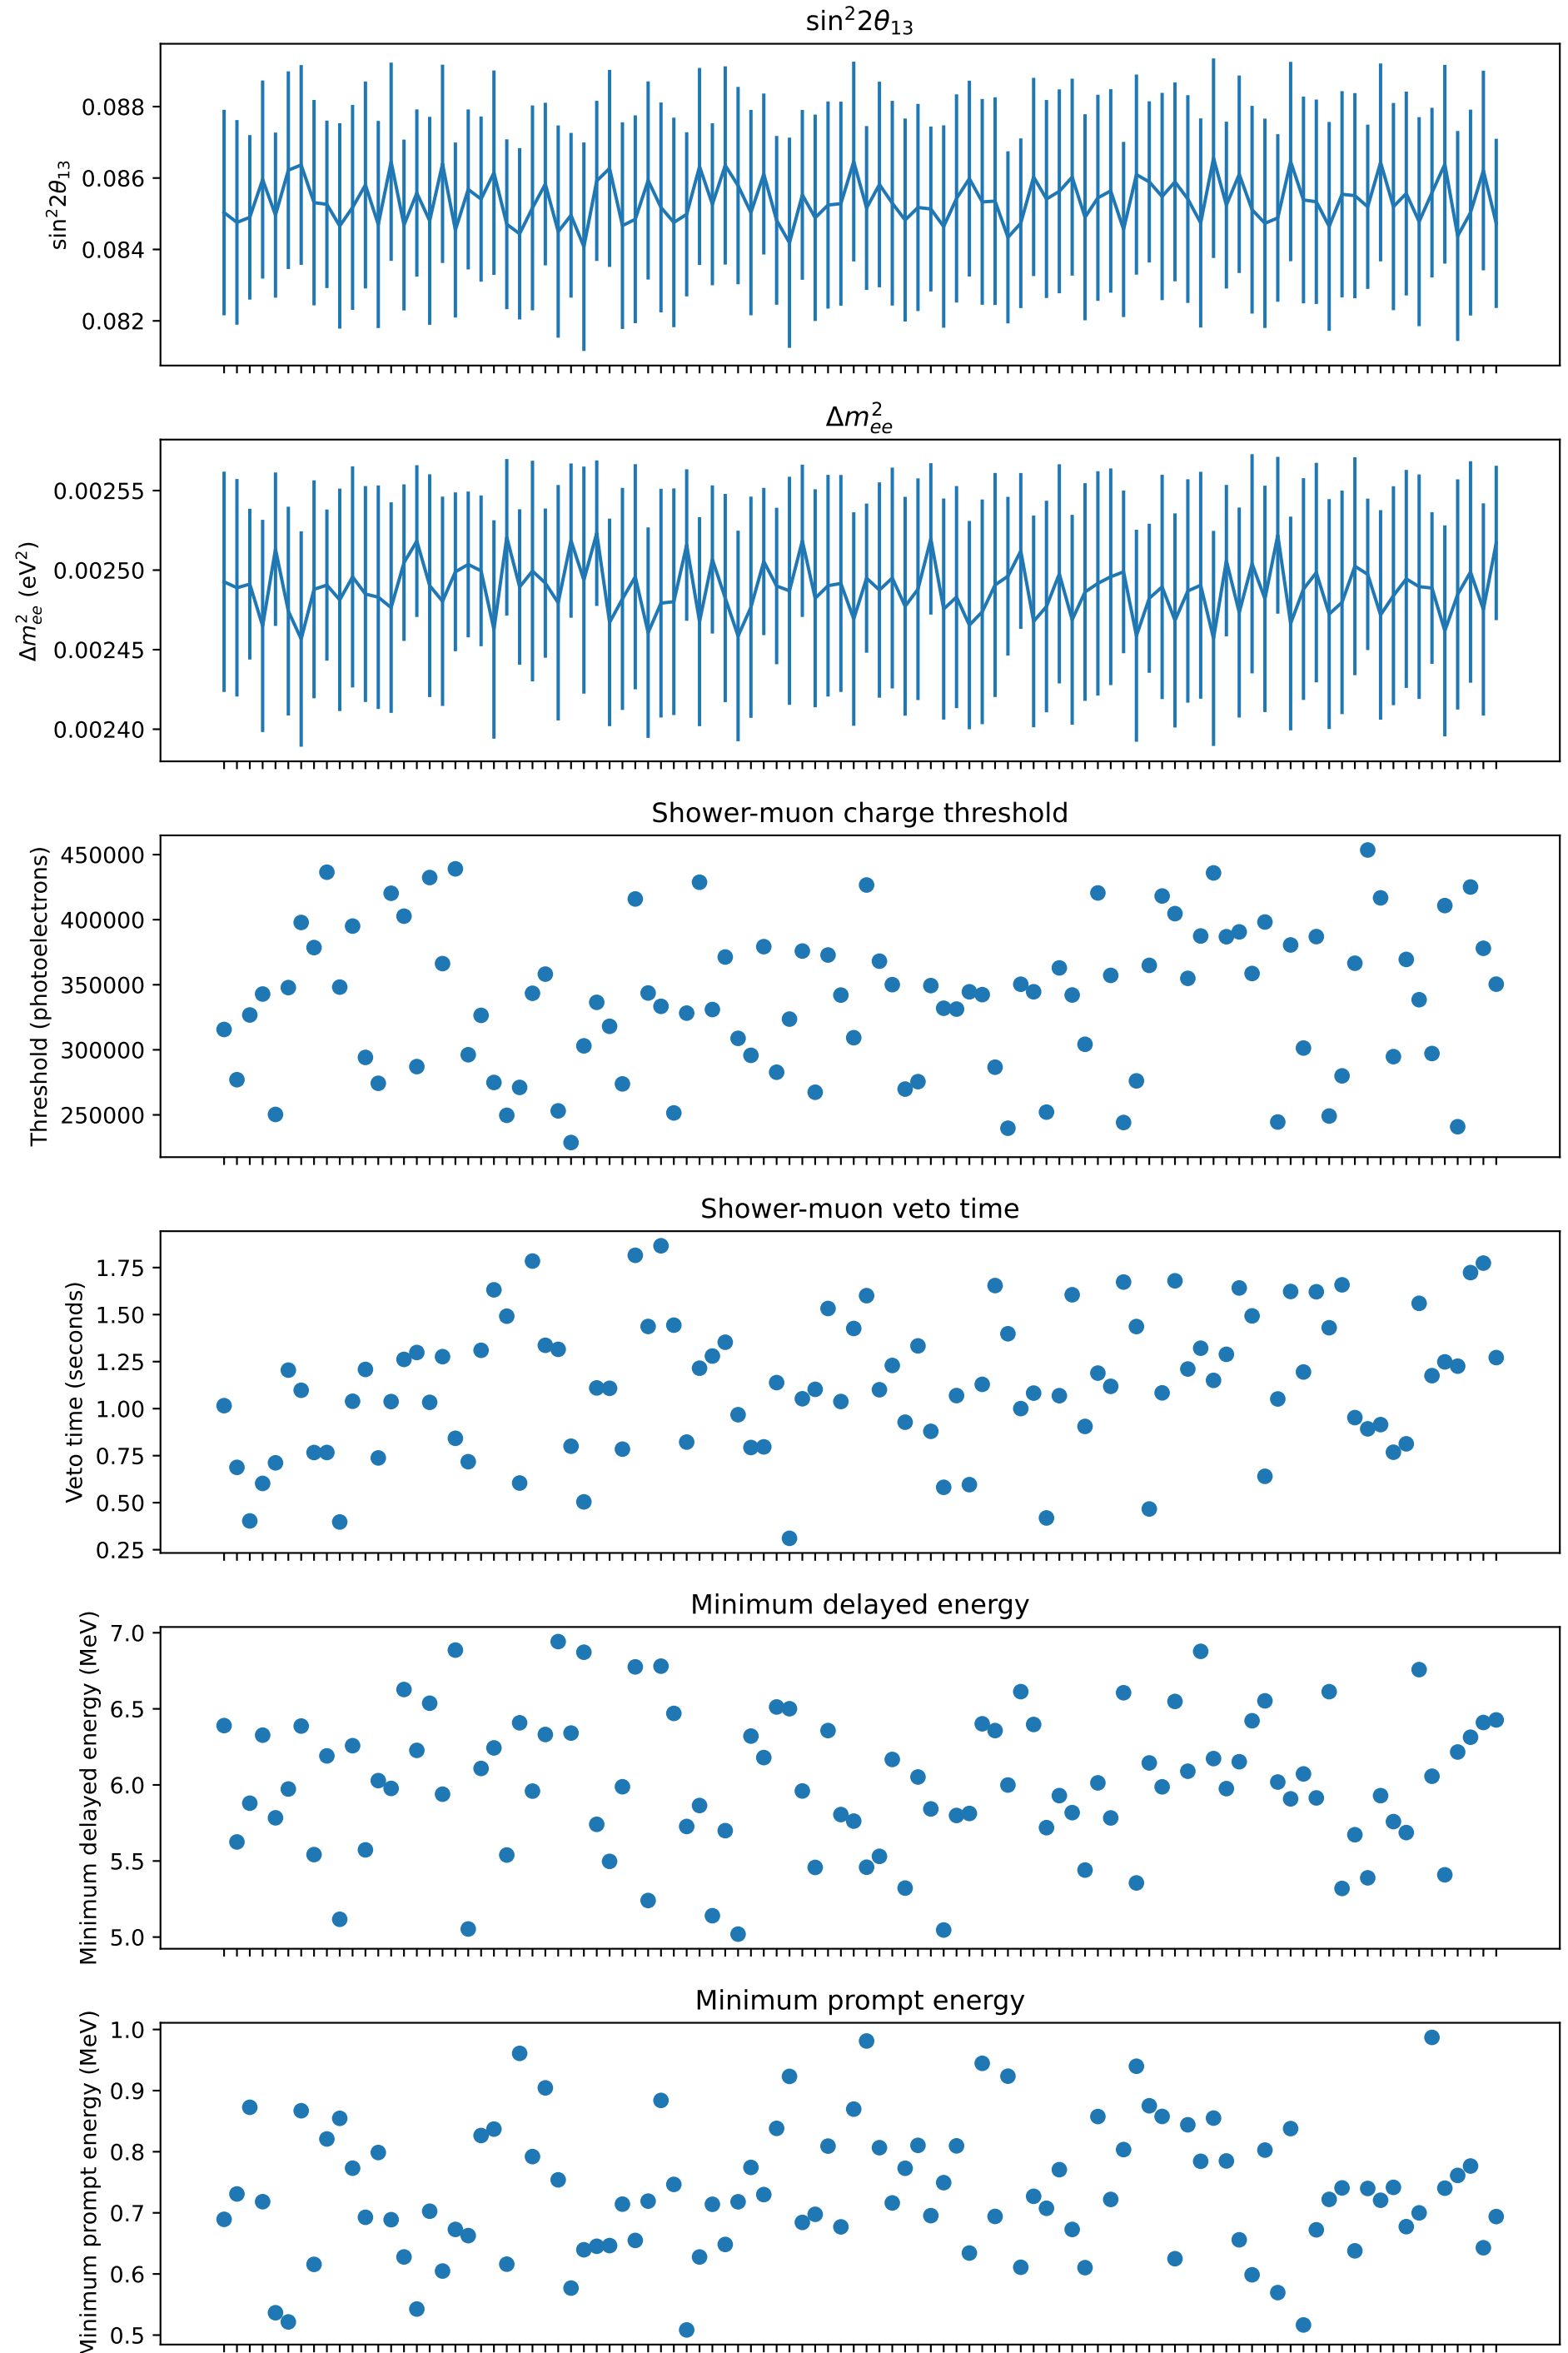 sin²2θ₁₃
sin²2θ₁₃
0.088
0.086
0.084
0.082
Δm²ₑₑ
Δm²ₑₑ (eV²)
0.00255
0.00250
0.00245
0.00240
Shower-muon charge threshold
Threshold (photoelectrons)
450000
400000
350000
300000
250000
Shower-muon veto time
Veto time (seconds)
1.75
1.50
1.25
1.00
0.75
0.50
0.25
Minimum delayed energy
Minimum delayed energy (MeV)
7.0
6.5
6.0
5.5
5.0
Minimum prompt energy
Minimum prompt energy (MeV)
1.0
0.9
0.8
0.7
0.6
0.5